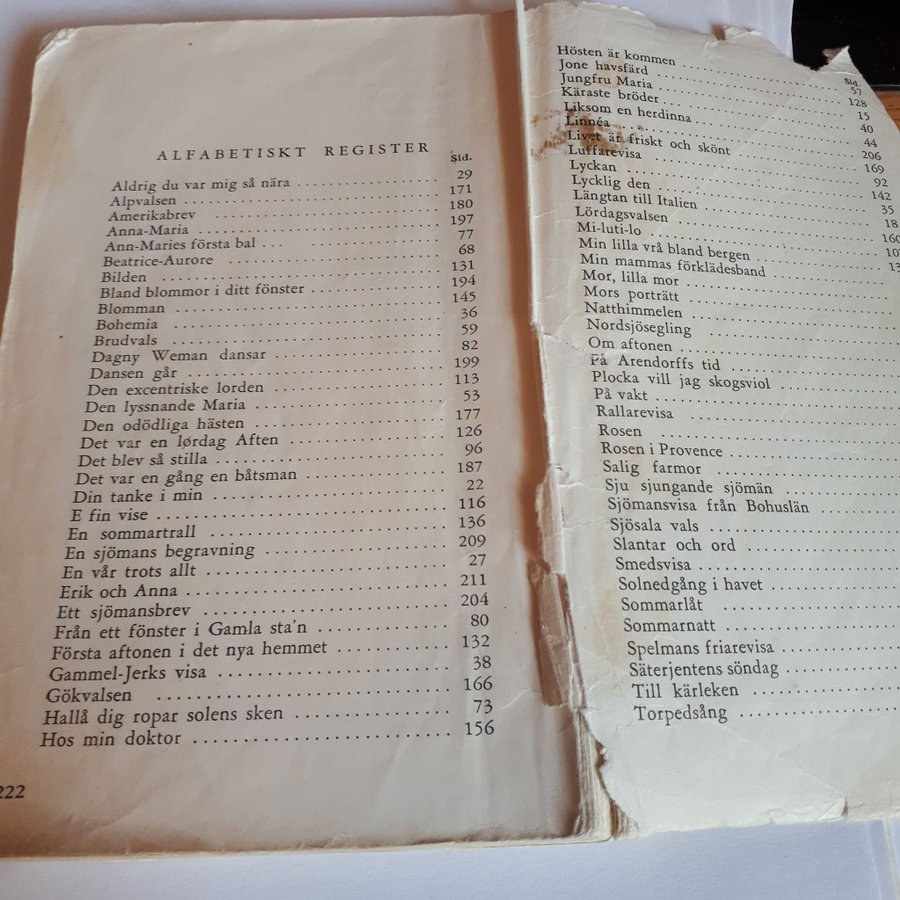 ALFABETISKT REGISTER
Sid.
Aldrig du var mig så nära .................... 29
Alpvalsen .................... 171
Amerikabrev .................... 180
Anna-Maria .................... 197
Ann-Maries första bal .................... 77
Beatrice-Aurore .................... 68
Bilden .................... 131
Bland blommor i ditt fönster .................... 194
Blomman .................... 145
Bohemia .................... 36
Brudvals .................... 59
Dagny Weman dansar .................... 82
Dansen går .................... 199
Den excentriske lorden .................... 113
Den lyssnande Maria .................... 53
Den odödliga hästen .................... 177
Det var en lørdag Aften .................... 126
Det blev så stilla .................... 96
Det var en gång en båtsman .................... 187
Din tanke i min .................... 22
E fin vise .................... 116
En sommartrall .................... 136
En sjömans begravning .................... 209
En vår trots allt .................... 27
Erik och Anna .................... 211
Ett sjömansbrev .................... 204
Från ett fönster i Gamla sta'n .................... 80
Första aftonen i det nya hemmet .................... 132
Gammel-Jerks visa .................... 38
Gökvalsen .................... 166
Hallå dig ropar solens sken .................... 73
Hos min doktor .................... 156
222
Sid.
Hösten är kommen .................... 57
Jone havsfärd .................... 128
Jungfru Maria .................... 15
Käraste bröder .................... 40
Liksom en herdinna .................... 44
Linnéa .................... 206
Livet är friskt och skönt .................... 169
Luffarevisa .................... 92
Lyckan .................... 142
Lycklig den .................... 35
Längtan till Italien .................... 18
Lördagsvalsen .................... 160
Mi-luti-lo ....................
Min lilla vrå bland bergen ....................
Min mammas förklädesband ....................
Mor, lilla mor ....................
Mors porträtt ....................
Natthimmelen ....................
Nordsjösegling ....................
Om aftonen ....................
På Arendorffs tid ....................
Plocka vill jag skogsviol ....................
På vakt ....................
Rallarevisa ....................
Rosen ....................
Rosen i Provence ....................
Salig farmor ....................
Sju sjungande sjömän ....................
Sjömansvisa från Bohuslän ....................
Sjösala vals ....................
Slantar och ord ....................
Smedsvisa ....................
Solnedgång i havet ....................
Sommarlåt ....................
Sommarnatt ....................
Spelmans friarevisa ....................
Säterjentens söndag ....................
Till kärleken ....................
Torpedsång ....................